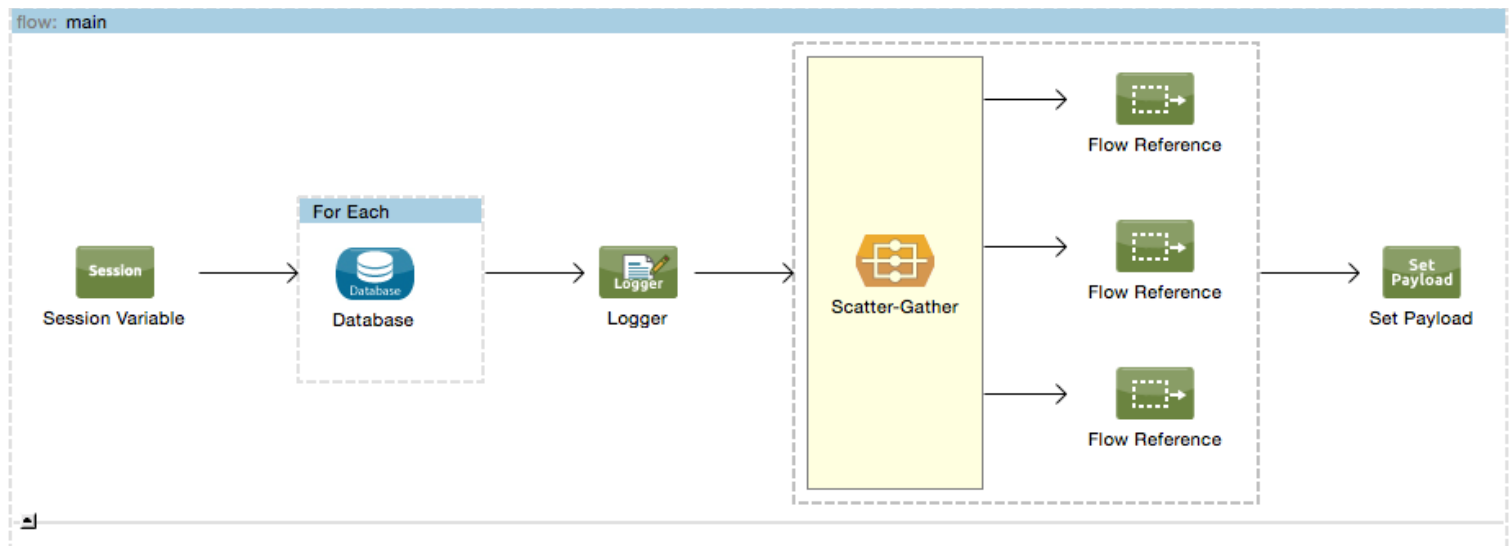 flow: main
For Each
Session
Session Variable
Database
Database
Logger
Logger
Scatter-Gather
Flow Reference
Flow Reference
Flow Reference
Set
Payload
Set Payload